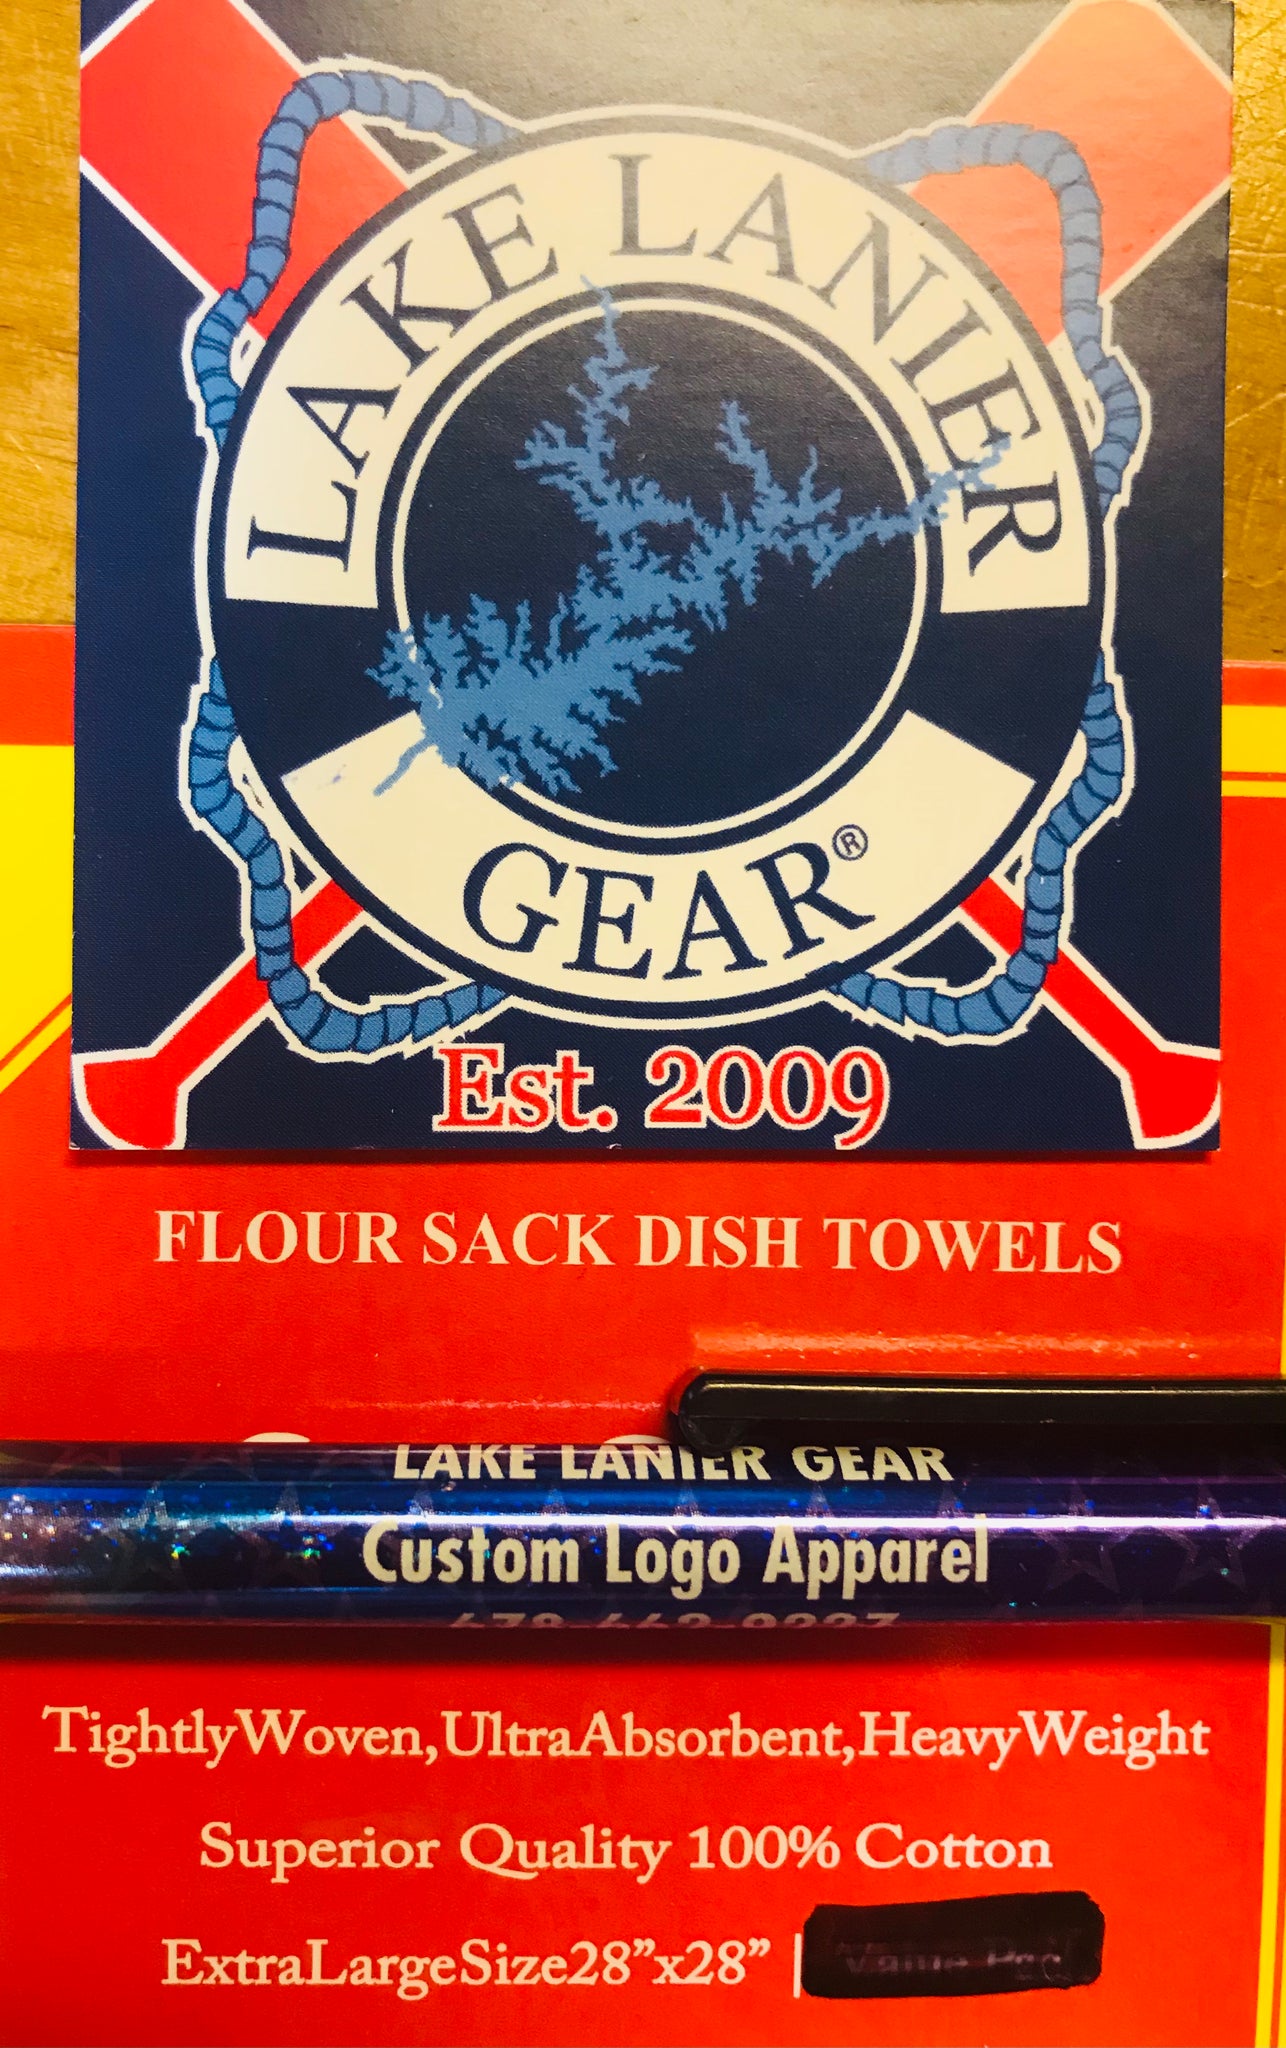 LAKE LANIER
GEAR®
Est. 2009
FLOUR SACK DISH TOWELS
LAKE LANIER GEAR
Custom Logo Apparel
TightlyWoven,UltraAbsorbent,HeavyWeight
Superior Quality 100% Cotton
ExtraLargeSize28”x28” |